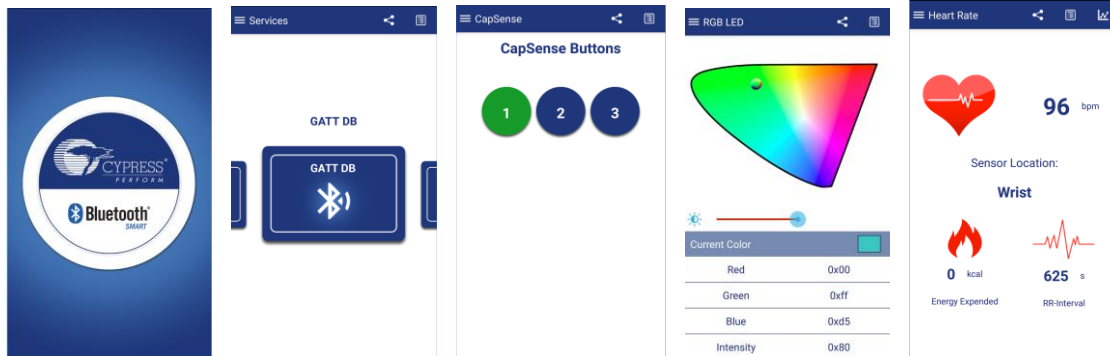 CYPRESS®
PERFORM
Bluetooth®
SMART
Services
GATT DB
GATT DB
CapSense
CapSense Buttons
1 2 3
RGB LED
Current Color
Red 0x00
Green 0xff
Blue 0xd5
Intensity 0x80
Heart Rate
96 bpm
Sensor Location:
Wrist
0 kcal
625 s
Energy Expended
RR-Interval